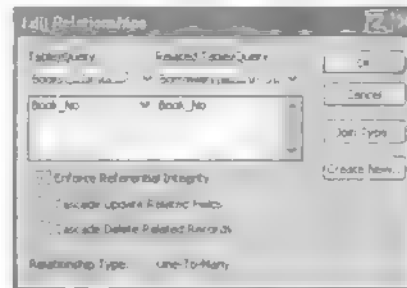 Edit Relationships
Table/Query Related Table/Query
OK
Cancel
Book_No Book_No
Join Type
Create New...
Enforce Referential Integrity
Cascade Update Related Fields
Cascade Delete Related Records
Relationship Type: One-To-Many